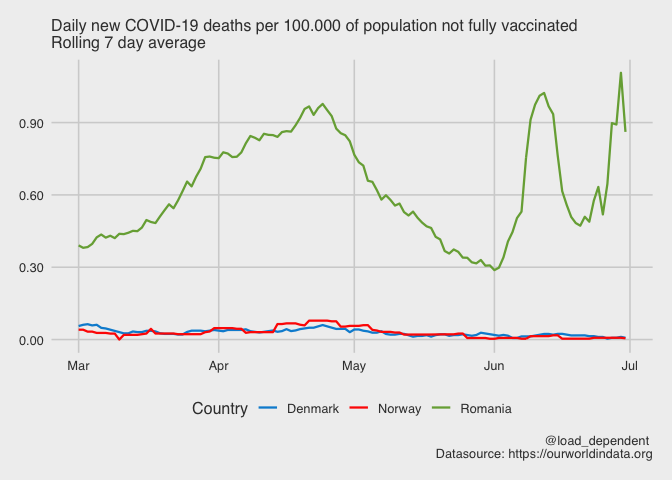 Daily new COVID-19 deaths per 100.000 of population not fully vaccinated
Rolling 7 day average
0.90
0.60
0.30
0.00
Mar Apr May Jun Jul
Country Denmark Norway Romania
@load_dependent
Datasource: https://ourworldindata.org